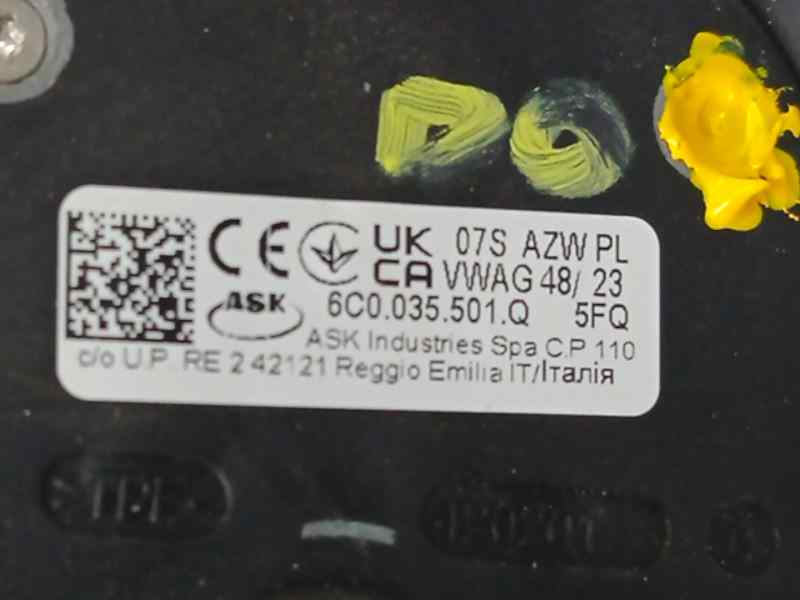 DO
CE UK CA 07S AZW PL
VWAG 48/ 23
ASK 6C0.035.501.Q 5FQ
ASK Industries Spa C.P 110
c/o U.P. RE 2 42121 Reggio Emilia IT/Італія